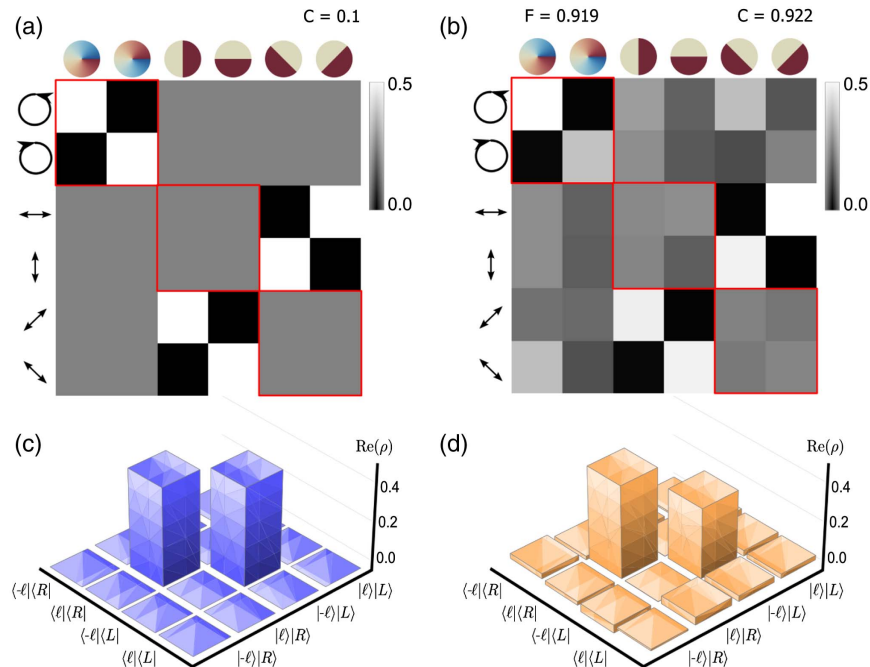 (a)
C = 0.1
0.5
0.0
(b)
F = 0.919
C = 0.922
0.5
0.0
(c)
Re(ρ)
0.4
0.2
0.0
⟨-ℓ|⟨R|
⟨ℓ|⟨R|
⟨-ℓ|⟨L|
⟨ℓ|⟨L|
|-ℓ⟩|R⟩
|ℓ⟩|R⟩
|-ℓ⟩|L⟩
|ℓ⟩|L⟩
(d)
Re(ρ)
0.4
0.2
0.0
⟨-ℓ|⟨R|
⟨ℓ|⟨R|
⟨-ℓ|⟨L|
⟨ℓ|⟨L|
|-ℓ⟩|R⟩
|ℓ⟩|R⟩
|-ℓ⟩|L⟩
|ℓ⟩|L⟩